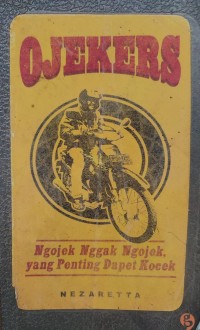 OJEKERS
Ngojek Nggak Ngojek,
yang Penting Dapet Kocek
NEZARETTA